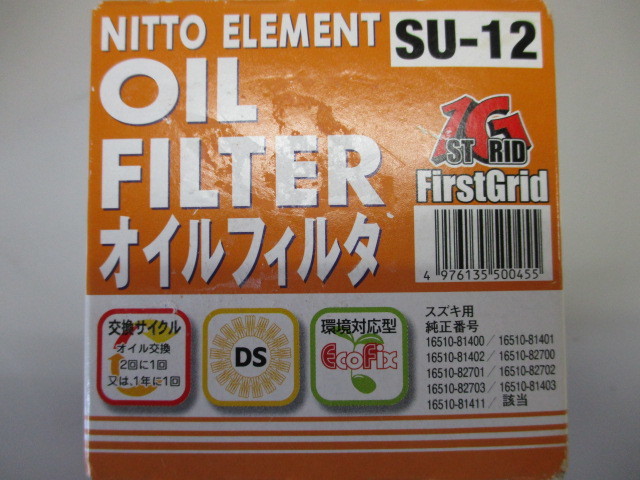 NITTO ELEMENT
SU-12
OIL
FILTER
オイルフィルタ
1G
ST RID
FirstGrid
4 976135 500455
交換サイクル
オイル交換
2回に1回
又は、1年に1回
DS
環境対応型
EcoFix
スズキ用
純正番号
16510-81400/16510-81401
16510-81402/16510-82700
16510-82701/16510-82702
16510-82703/16510-81403
16510-81411/ 該当